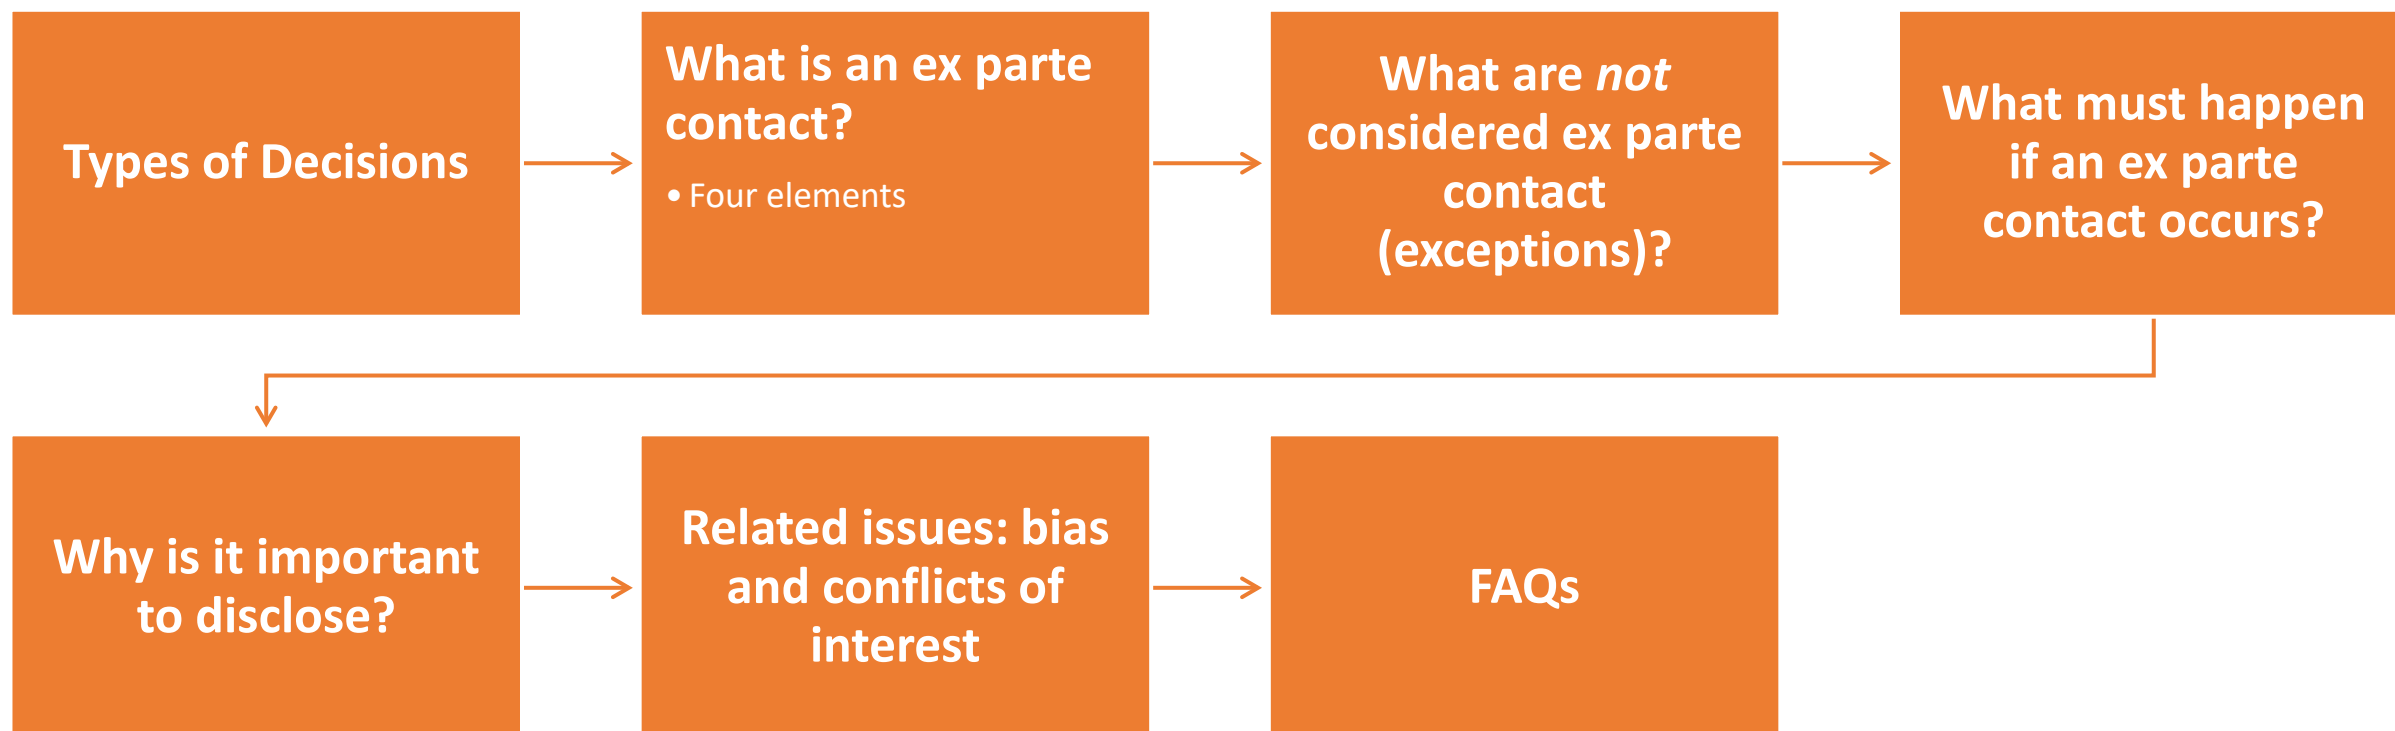 Types of Decisions
What is an ex parte
contact?
• Four elements
What are not
considered ex parte
contact
(exceptions)?
What must happen
if an ex parte
contact occurs?
Why is it important
to disclose?
Related issues: bias
and conflicts of
interest
FAQs